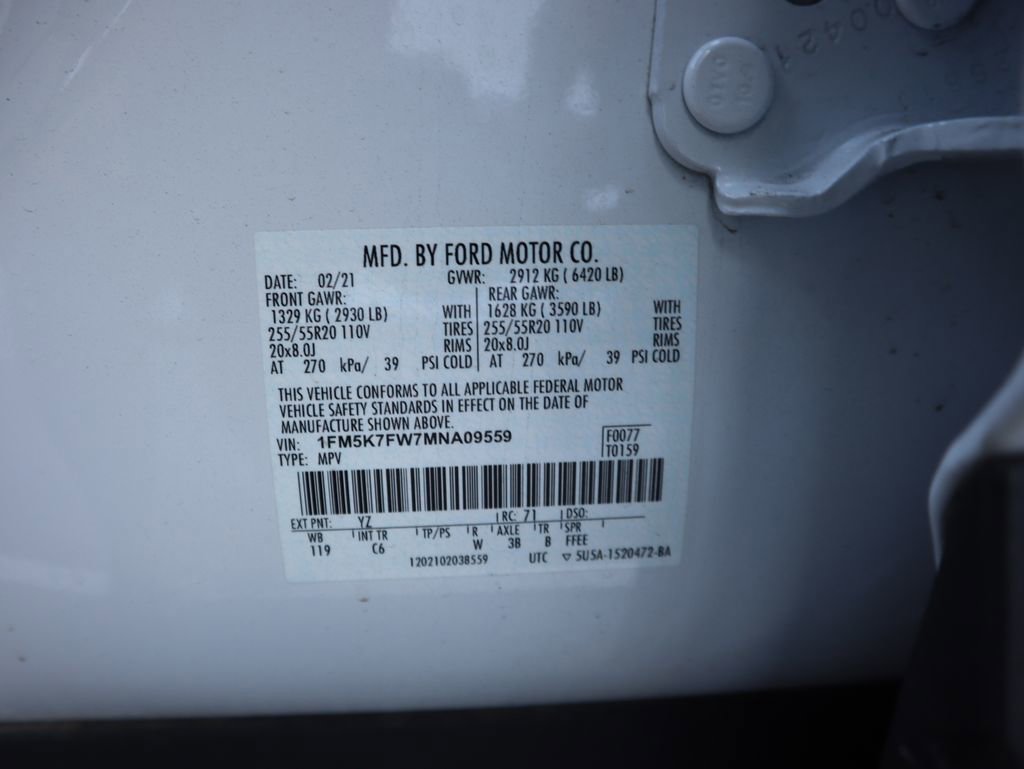 0.0421
MFD. BY FORD MOTOR CO.
DATE: 02/21 GVWR: 2912 KG ( 6420 LB)
FRONT GAWR: REAR GAWR:
1329 KG ( 2930 LB) WITH 1628 KG ( 3590 LB) WITH
255/55R20 110V TIRES 255/55R20 110V TIRES
20x8.0J RIMS 20x8.0J RIMS
AT 270 kPa/ 39 PSI COLD AT 270 kPa/ 39 PSI COLD
THIS VEHICLE CONFORMS TO ALL APPLICABLE FEDERAL MOTOR
VEHICLE SAFETY STANDARDS IN EFFECT ON THE DATE OF
MANUFACTURE SHOWN ABOVE.
VIN: 1FM5K7FW7MNA09559 F0077
TYPE: MPV T0159
EXT PNT: YZ RC: 71 DSO:
WB INT TR TP/PS R AXLE TR SPR
119 C6 W 3B B FFEE
1202102038559 UTC ▽ 5U5A-1520472-BA